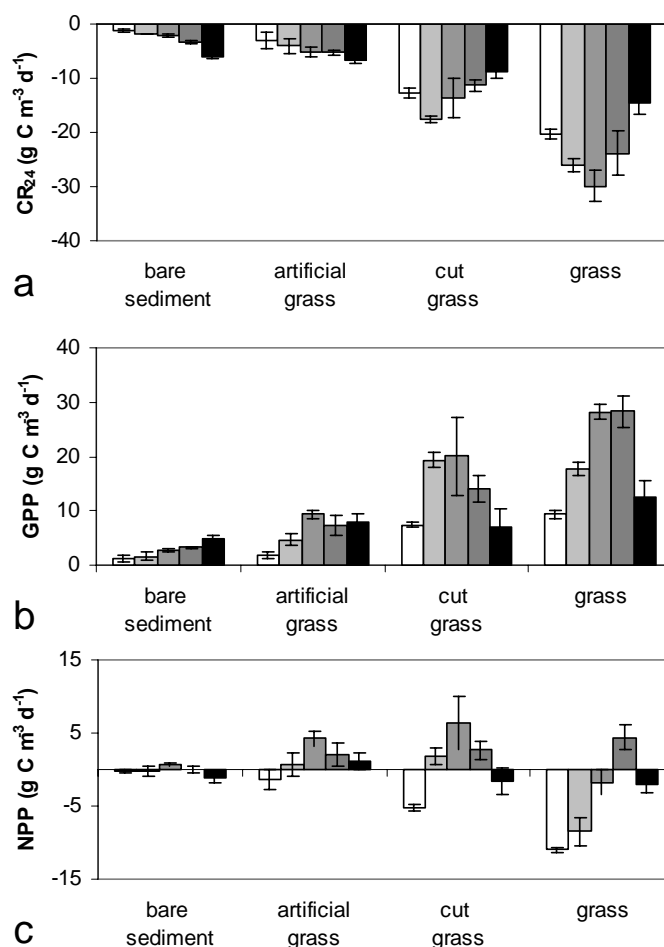 0
-10
-20
-30
-40
CR₂₄ (g C m⁻³ d⁻¹)
bare sediment
artificial grass
cut grass
grass
a
40
30
20
10
0
GPP (g C m⁻³ d⁻¹)
bare sediment
artificial grass
cut grass
grass
b
15
5
-5
-15
NPP (g C m⁻³ d⁻¹)
bare sediment
artificial grass
cut grass
grass
c